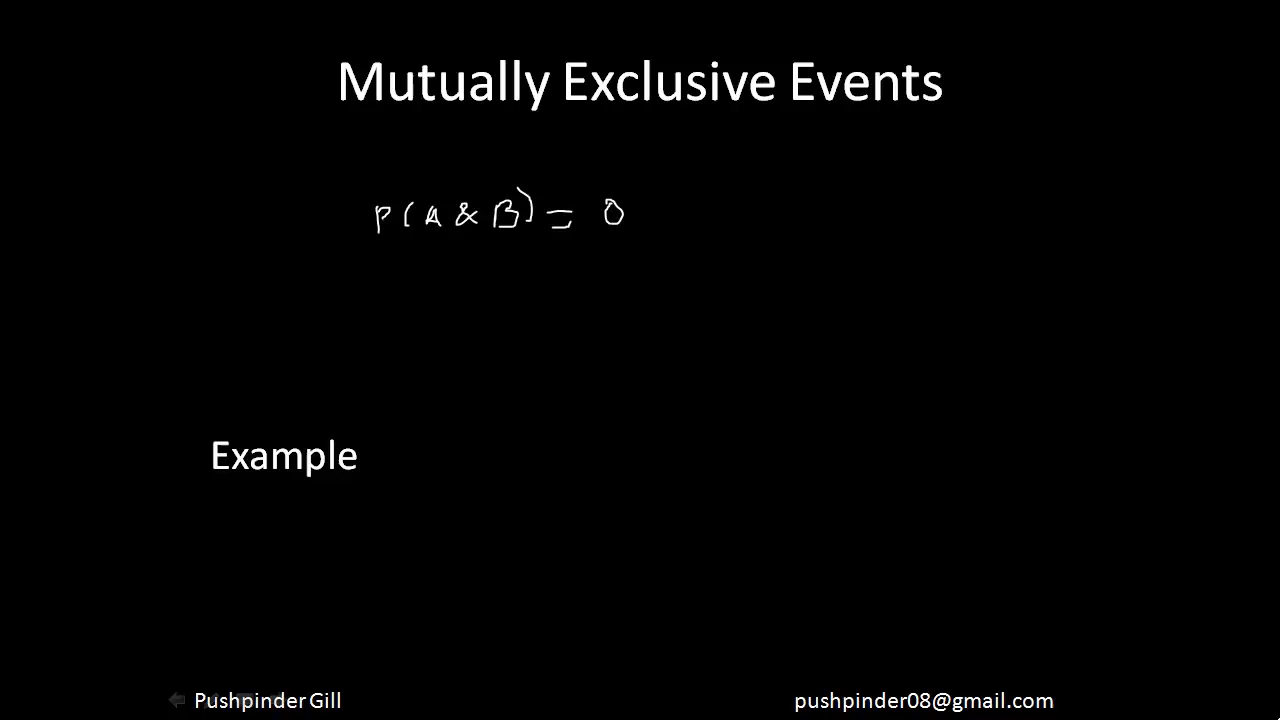 Mutually Exclusive Events
P(A & B) = 0
Example
Pushpinder Gill
pushpinder08@gmail.com